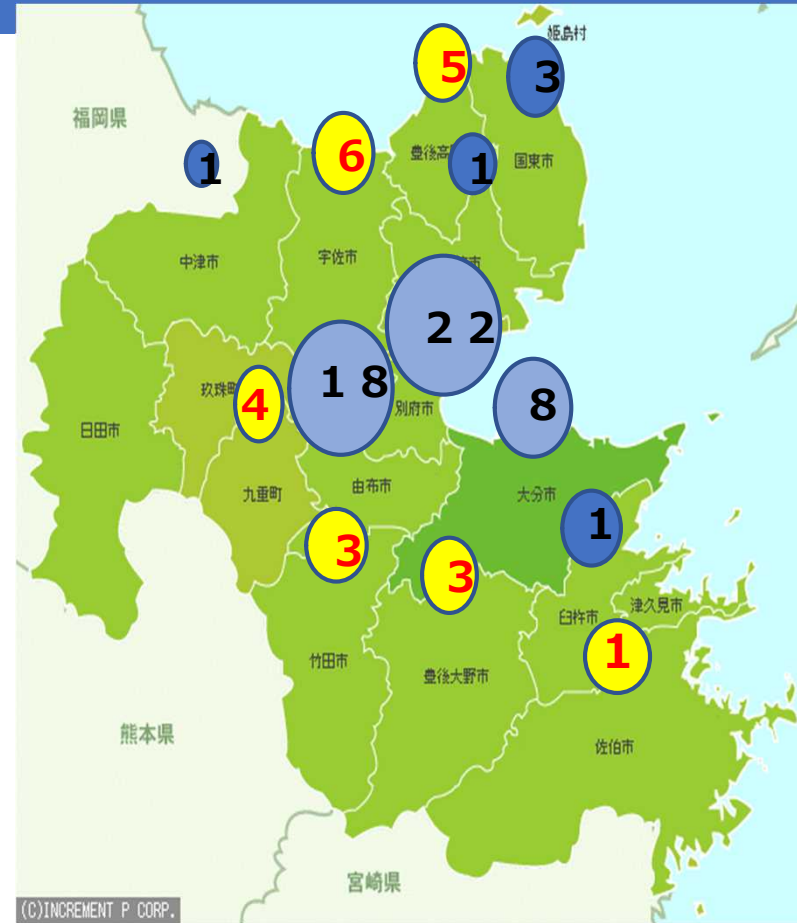 姫島村
5
3
福岡県
6
豊後高
1
国東市
1
中津市
宇佐市
市
2 2
1 8
玖珠町
4
別府市
8
日田市
九重町
由布市
大分市
1
3
3
臼杵市
津久見市
1
竹田市
豊後大野市
佐伯市
熊本県
宮崎県
(C)INCREMENT P CORP.